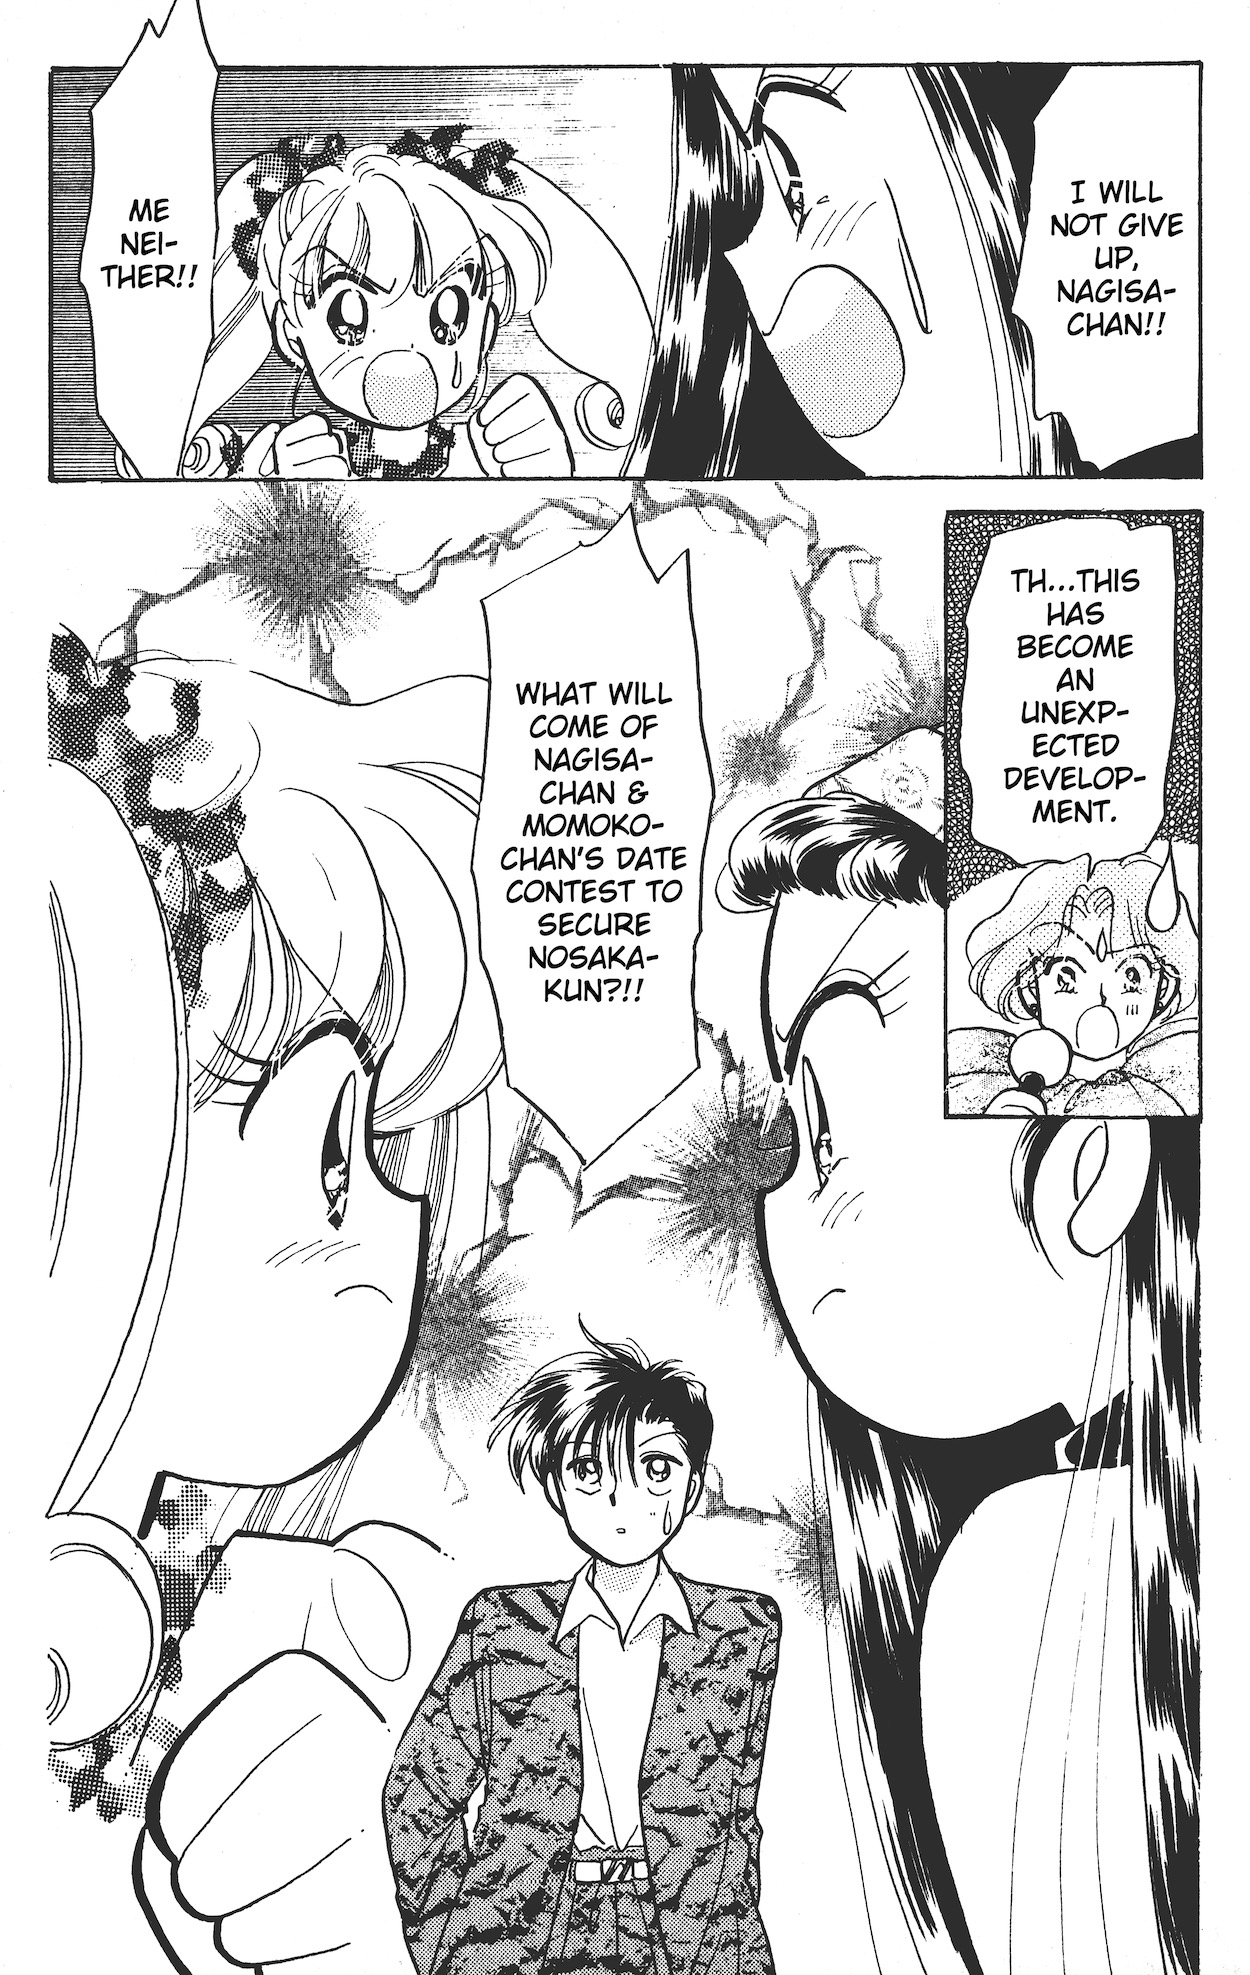 I WILL
NOT GIVE
UP,
NAGISA-
CHAN!!
ME
NEI-
THER!!
TH...THIS
HAS
BECOME
AN
UNEXP-
ECTED
DEVELOP-
MENT.
WHAT WILL
COME OF
NAGISA-
CHAN &
MOMOKO-
CHAN'S DATE
CONTEST TO
SECURE
NOSAKA-
KUN?!!